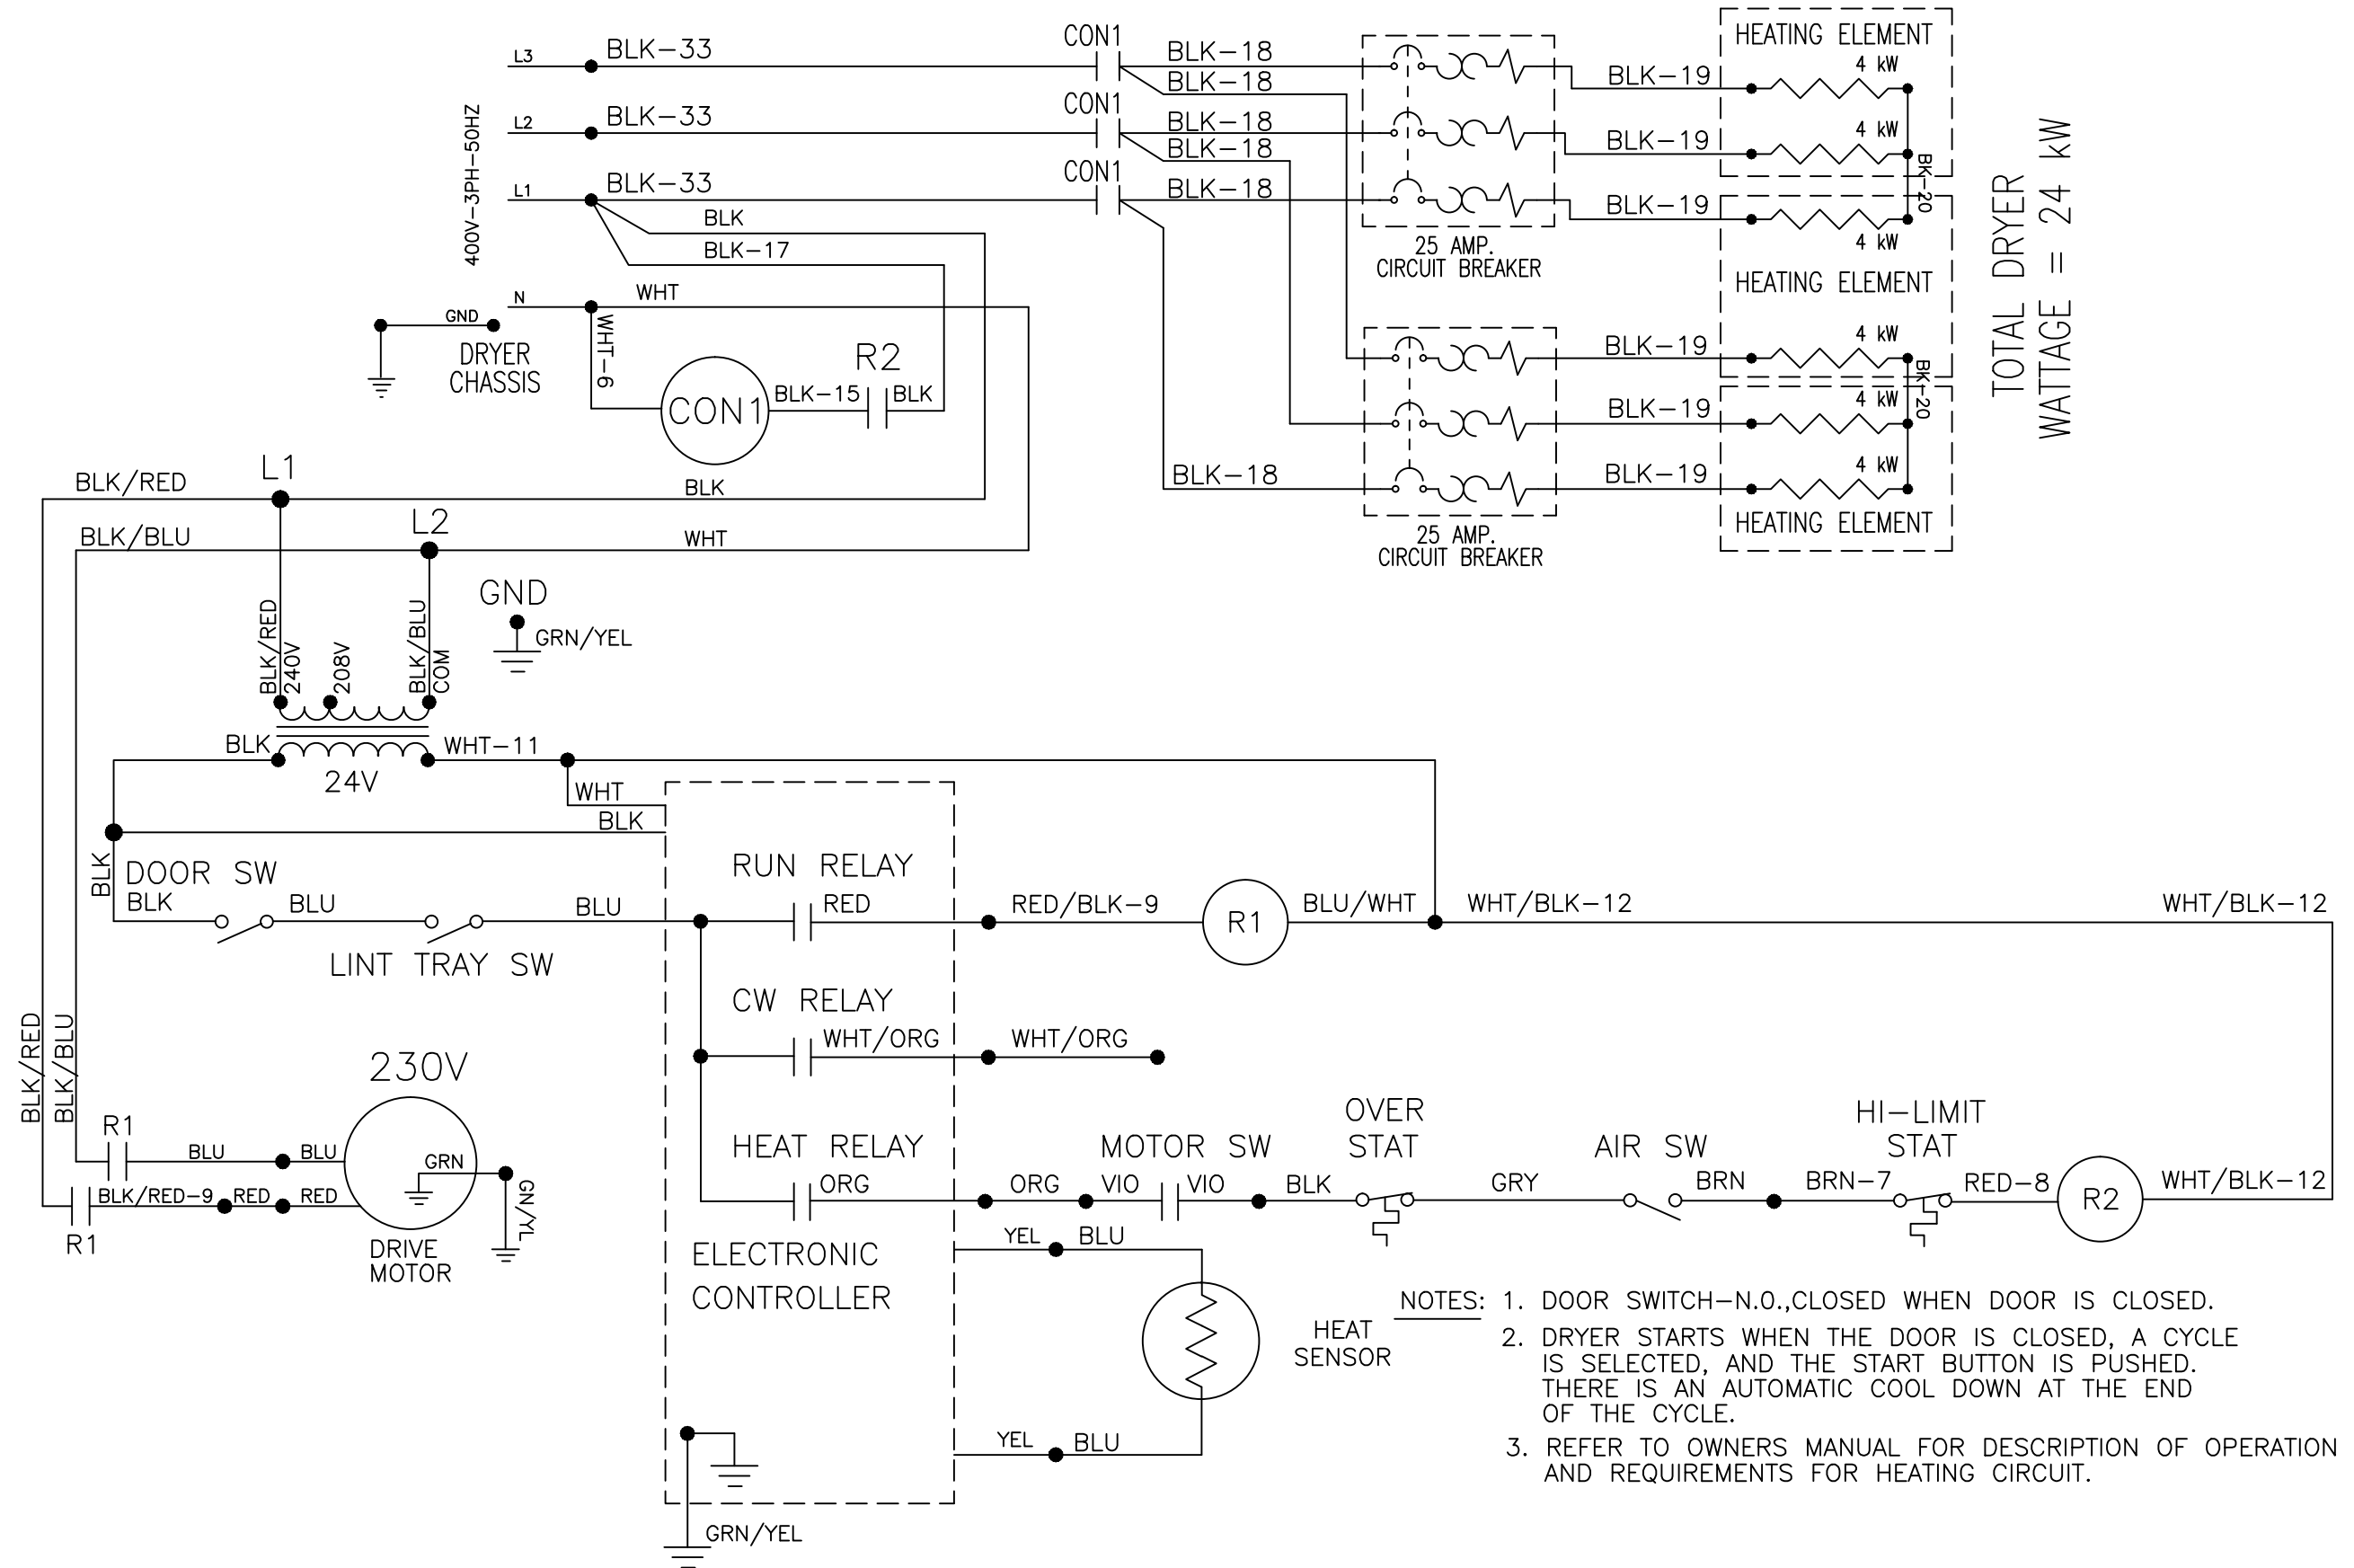 L3
BLK-33
CON1
BLK-18
BLK-18
HEATING ELEMENT
4 kW
BLK-19
L2
BLK-33
CON1
BLK-18
BLK-18
4 kW
BLK-19
L1
BLK-33
CON1
BLK-18
BLK-19
BK-20
4 kW
400V-3PH-50HZ
BLK
BLK-17
25 AMP.
CIRCUIT BREAKER
HEATING ELEMENT
TOTAL DRYER
WATTAGE = 24 kW
N
WHT
GND
DRYER
CHASSIS
WHT-6
CON1
BLK-15
R2
BLK
BLK-19
4 kW
BLK-19
4 kW
BK-20
BLK-18
BLK-19
4 kW
25 AMP.
CIRCUIT BREAKER
HEATING ELEMENT
BLK/RED
L1
BLK
BLK/BLU
L2
WHT
GND
GRN/YEL
BLK/RED
240V
208V
BLK/BLU
COM
BLK
WHT-11
24V
WHT
BLK
BLK
DOOR SW
BLK
BLU
BLU
LINT TRAY SW
RUN RELAY
RED
RED/BLK-9
R1
BLU/WHT
WHT/BLK-12
WHT/BLK-12
CW RELAY
WHT/ORG
WHT/ORG
BLK/RED
BLK/BLU
230V
R1
BLU
BLU
GRN
BLK/RED-9
RED
RED
R1
GN/YL
DRIVE
MOTOR
HEAT RELAY
ORG
ORG
MOTOR SW
VIO
VIO
BLK
OVER
STAT
GRY
AIR SW
BRN
BRN-7
HI-LIMIT
STAT
RED-8
R2
WHT/BLK-12
ELECTRONIC
CONTROLLER
YEL
BLU
HEAT
SENSOR
YEL
BLU
GRN/YEL
NOTES: 1. DOOR SWITCH-N.O.,CLOSED WHEN DOOR IS CLOSED.
2. DRYER STARTS WHEN THE DOOR IS CLOSED, A CYCLE
IS SELECTED, AND THE START BUTTON IS PUSHED.
THERE IS AN AUTOMATIC COOL DOWN AT THE END
OF THE CYCLE.
3. REFER TO OWNERS MANUAL FOR DESCRIPTION OF OPERATION
AND REQUIREMENTS FOR HEATING CIRCUIT.